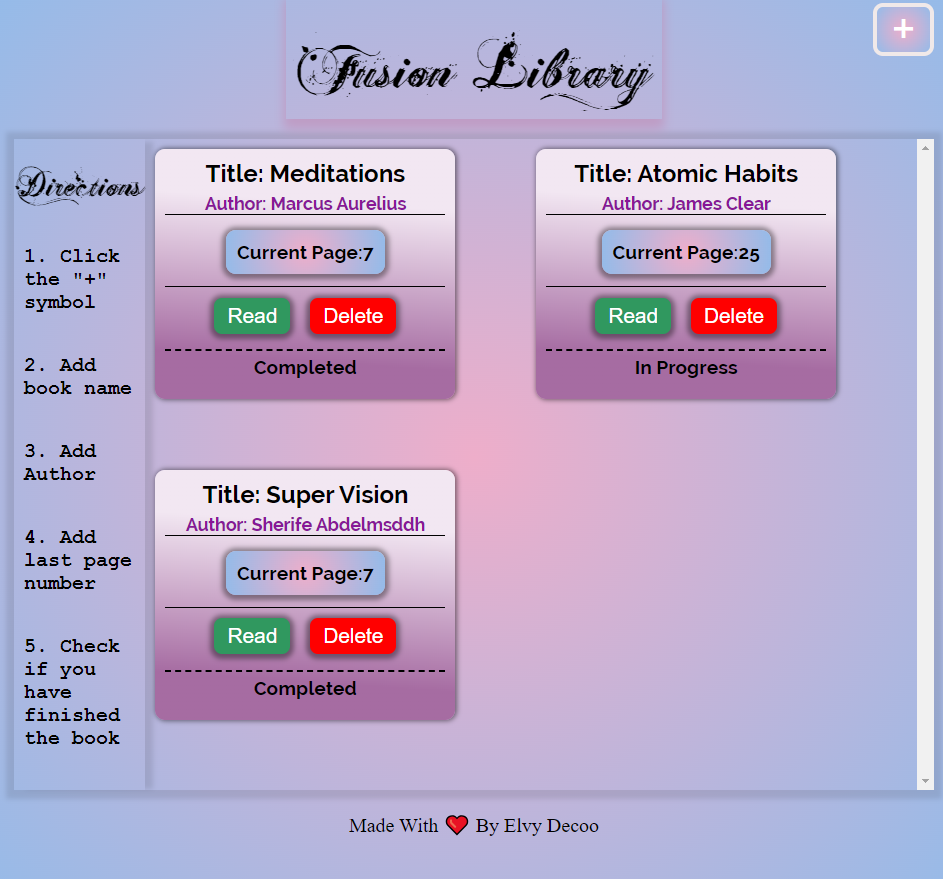 Fusion Library
+
Directions
1. Click
the "+"
symbol
2. Add
book name
3. Add
Author
4. Add
last page
number
5. Check
if you
have
finished
the book
Title: Meditations
Author: Marcus Aurelius
Current Page:7
Read Delete
Completed
Title: Atomic Habits
Author: James Clear
Current Page:25
Read Delete
In Progress
Title: Super Vision
Author: Sherife Abdelmsddh
Current Page:7
Read Delete
Completed
Made With ❤ By Elvy Decoo